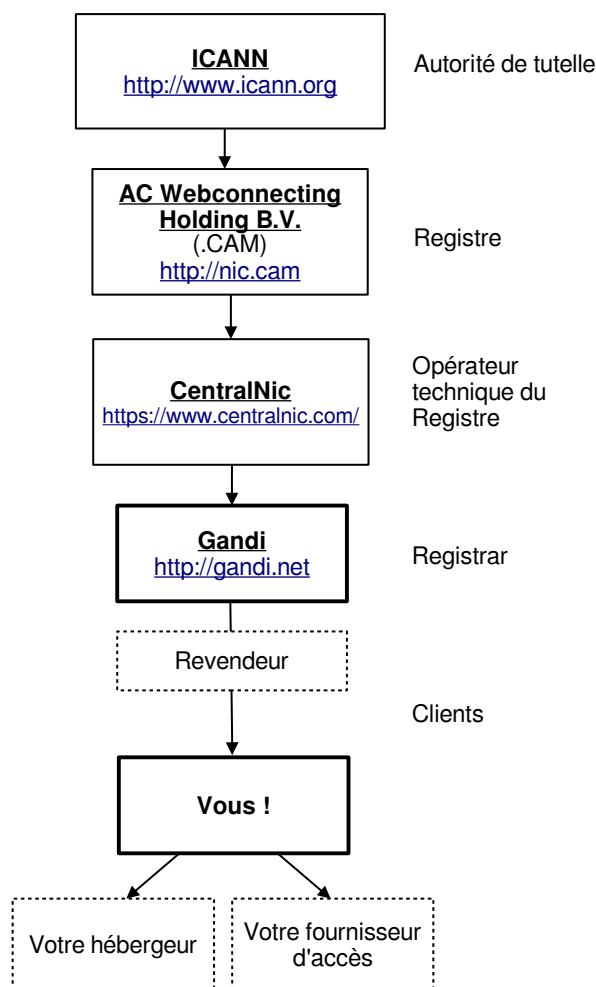 ICANN
http://www.icann.org
Autorité de tutelle
AC Webconnecting
Holding B.V.
(.CAM)
http://nic.cam
Registre
CentralNic
https://www.centralnic.com/
Opérateur
technique du
Registre
Gandi
http://gandi.net
Registrar
Revendeur
Clients
Vous !
Votre hébergeur
Votre fournisseur
d'accès